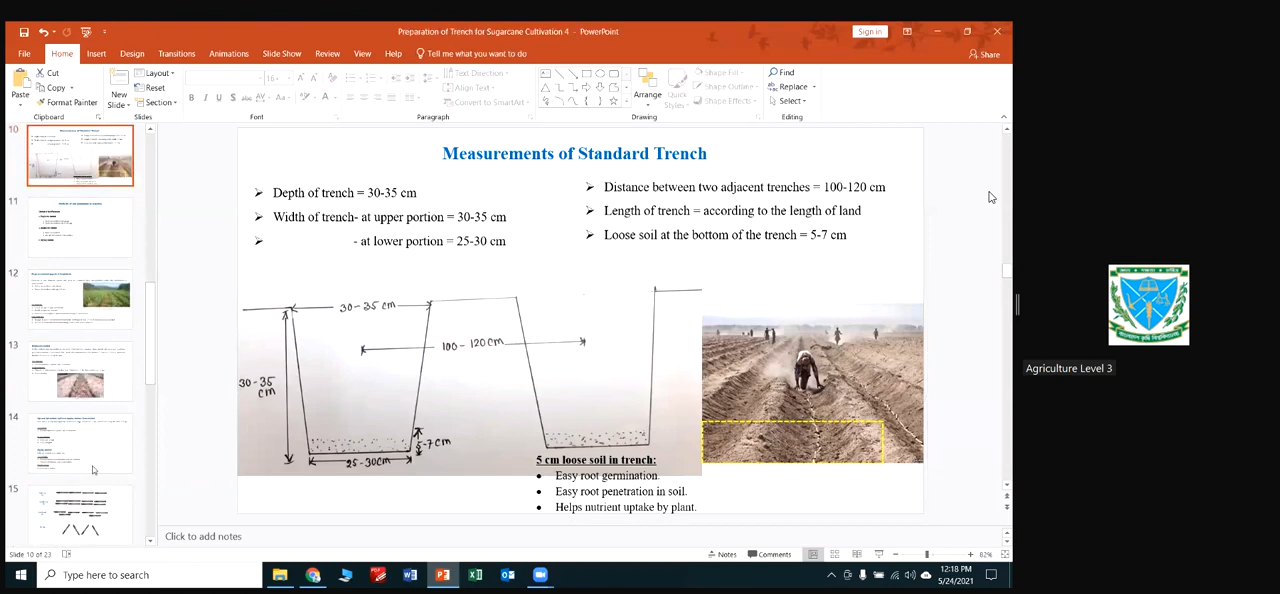 Preparation of Trench for Sugarcane Cultivation 4 - PowerPoint
Sign in
File Home Insert Design Transitions Animations Slide Show Review View Help Tell me what you want to do
Share
Paste
Cut
Copy
Format Painter
Clipboard
New Slide
Layout
Reset
Section
Slides
16
B I U S abc AV Aa A
Font
Text Direction
Align Text
Convert to SmartArt
Paragraph
Arrange
Quick Styles
Shape Fill
Shape Outline
Shape Effects
Drawing
Find
Replace
Select
Editing
10
11
12
13
14
15
Measurements of Standard Trench
Depth of trench = 30-35 cm
Width of trench- at upper portion = 30-35 cm
- at lower portion = 25-30 cm
Distance between two adjacent trenches = 100-120 cm
Length of trench = according to the length of land
Loose soil at the bottom of the trench = 5-7 cm
30-35 cm
100-120 cm
30-35
cm
5-7 cm
25-30cm
5 cm loose soil in trench:
Easy root germination.
Easy root penetration in soil.
Helps nutrient uptake by plant.
Click to add notes
Slide 10 of 23
Notes
Comments
82%
Type here to search
12:18 PM
5/24/2021
Agriculture Level 3